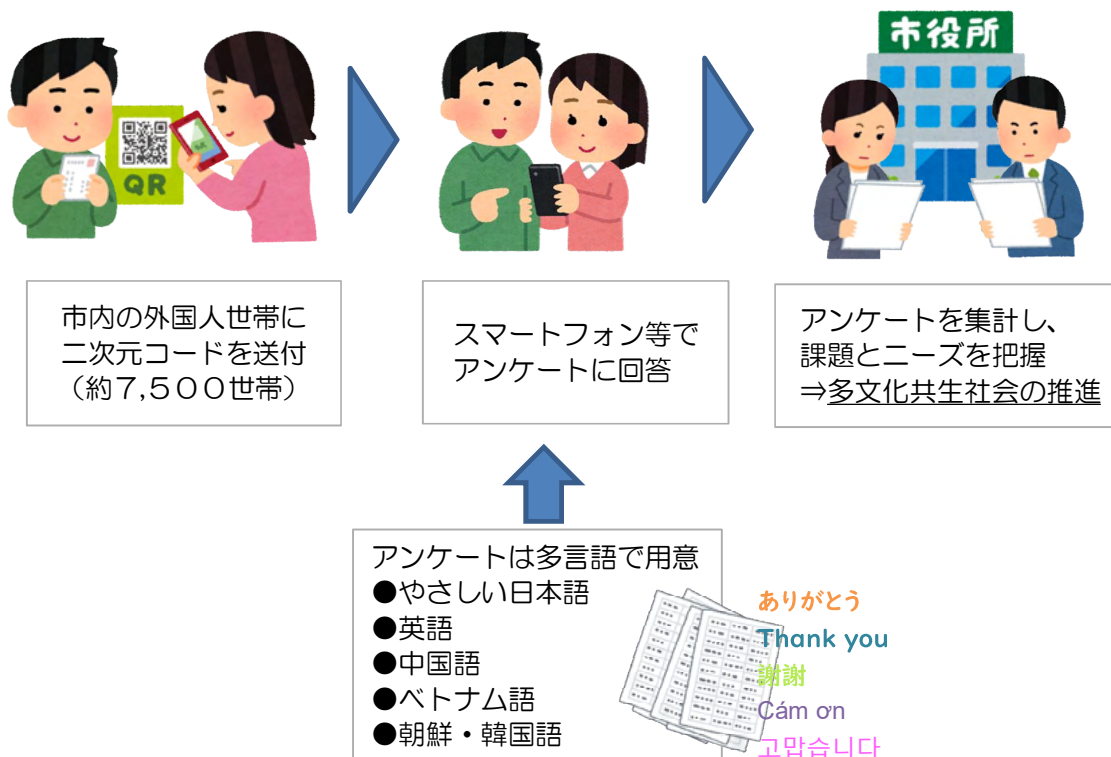 市役所
QR
市内の外国人世帯に
二次元コードを送付
（約7,５００世帯）
スマートフォン等で
アンケートに回答
アンケートを集計し、
課題とニーズを把握
⇒多文化共生社会の推進
アンケートは多言語で用意
●やさしい日本語
●英語
●中国語
●ベトナム語
●朝鮮・韓国語
ありがとう
Thank you
謝謝
Cám ơn
고맙습니다